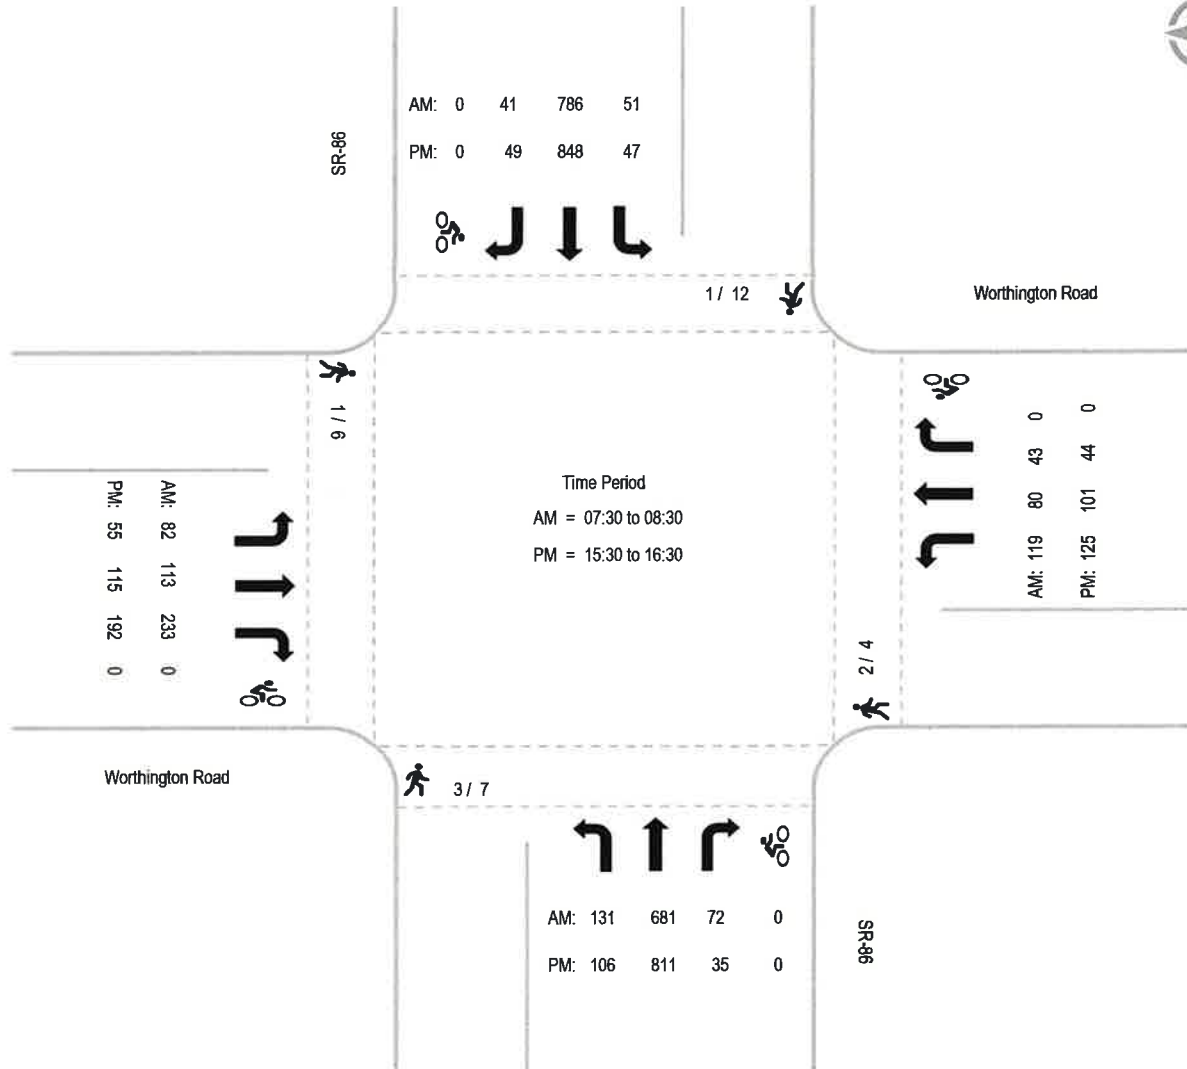 AM: 0 41 786 51
SR-86
PM: 0 49 848 47
1 / 12
Worthington Road
1 / 6
AM: 82 113 233 0
PM: 55 115 192 0
Time Period
AM = 07:30 to 08:30
PM = 15:30 to 16:30
AM: 119 80 43 0
PM: 125 101 44 0
2 / 4
Worthington Road
3 / 7
AM: 131 681 72 0
PM: 106 811 35 0
SR-86